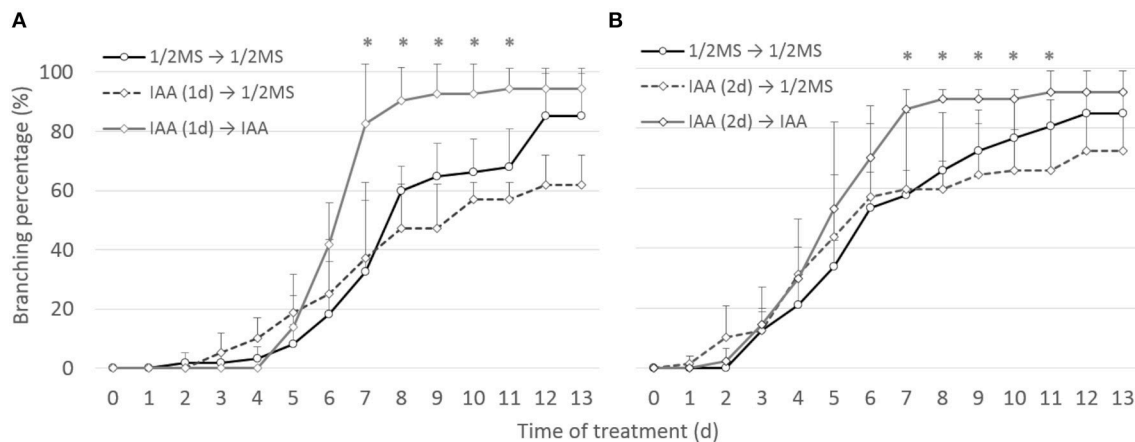 A
B
* * * * *
* * * * *
1/2MS → 1/2MS
IAA (1d) → 1/2MS
IAA (1d) → IAA
1/2MS → 1/2MS
IAA (2d) → 1/2MS
IAA (2d) → IAA
Branching percentage (%)
100
80
60
40
20
0
0 1 2 3 4 5 6 7 8 9 10 11 12 13
0 1 2 3 4 5 6 7 8 9 10 11 12 13
Time of treatment (d)